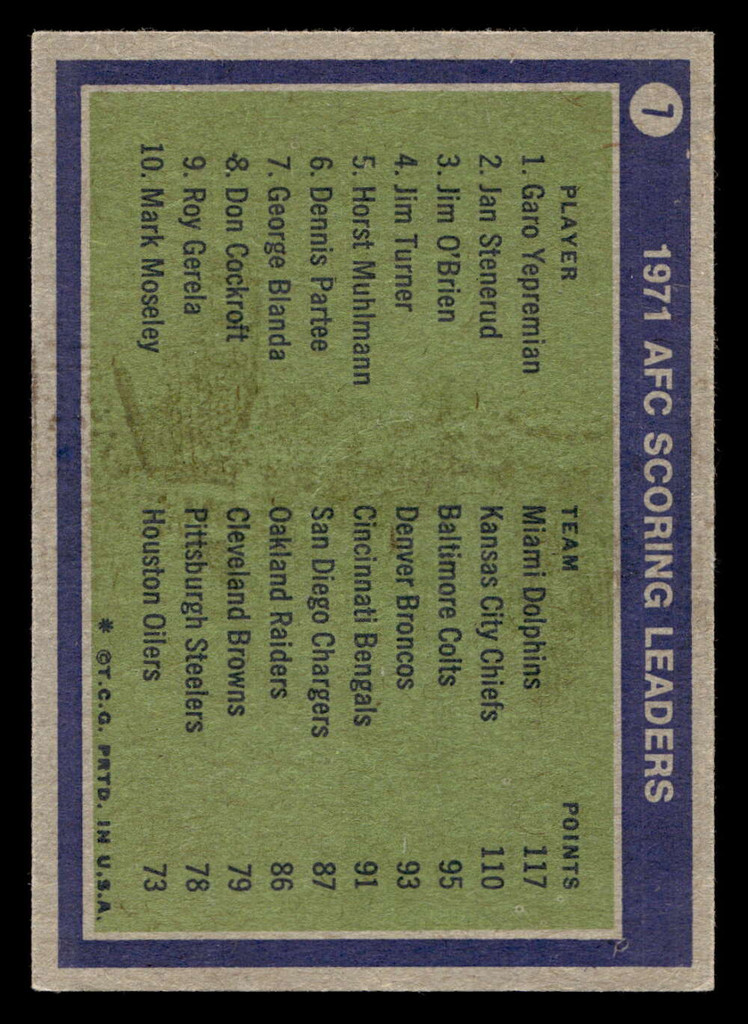 7
1971 AFC SCORING LEADERS
PLAYER TEAM POINTS
1. Garo Yepremian Miami Dolphins 117
2. Jan Stenerud Kansas City Chiefs 110
3. Jim O'Brien Baltimore Colts 95
4. Jim Turner Denver Broncos 93
5. Horst Muhlmann Cincinnati Bengals 91
6. Dennis Partee San Diego Chargers 87
7. George Blanda Oakland Raiders 86
8. Don Cockroft Cleveland Browns 79
9. Roy Gerela Pittsburgh Steelers 78
10. Mark Moseley Houston Oilers 73
* ©T.C.G. PRTD. IN U.S.A.